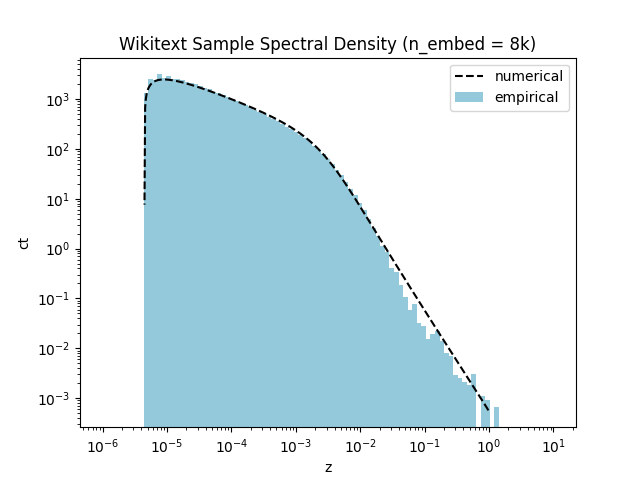 Wikitext Sample Spectral Density (n_embed = 8k)
numerical
empirical
10³
10²
10¹
10⁰
10⁻¹
10⁻²
10⁻³
ct
10⁻⁶ 10⁻⁵ 10⁻⁴ 10⁻³ 10⁻² 10⁻¹ 10⁰ 10¹
z